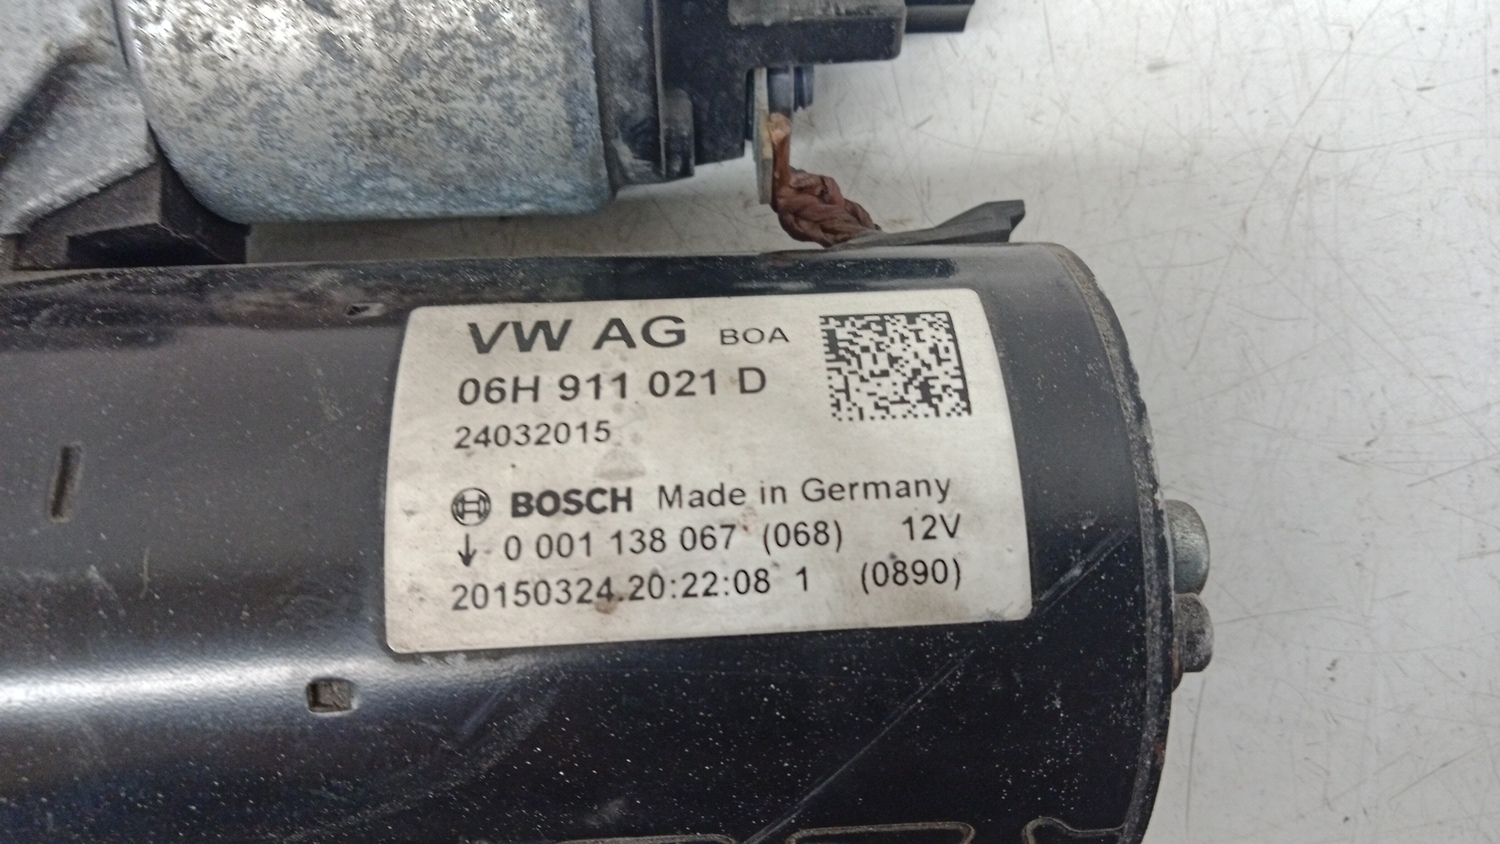 VW AG BOA
06H 911 021 D
24032015
BOSCH Made in Germany
0 001 138 067 (068) 12V
20150324.20:22:08 1 (0890)